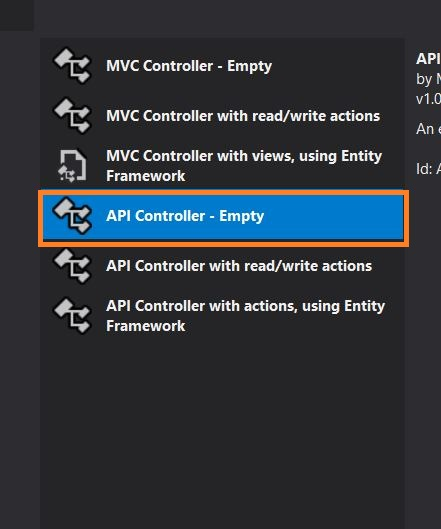 MVC Controller - Empty
MVC Controller with read/write actions
MVC Controller with views, using Entity
Framework
API Controller - Empty
API Controller with read/write actions
API Controller with actions, using Entity
Framework
API
by
v1.0
An
Id: